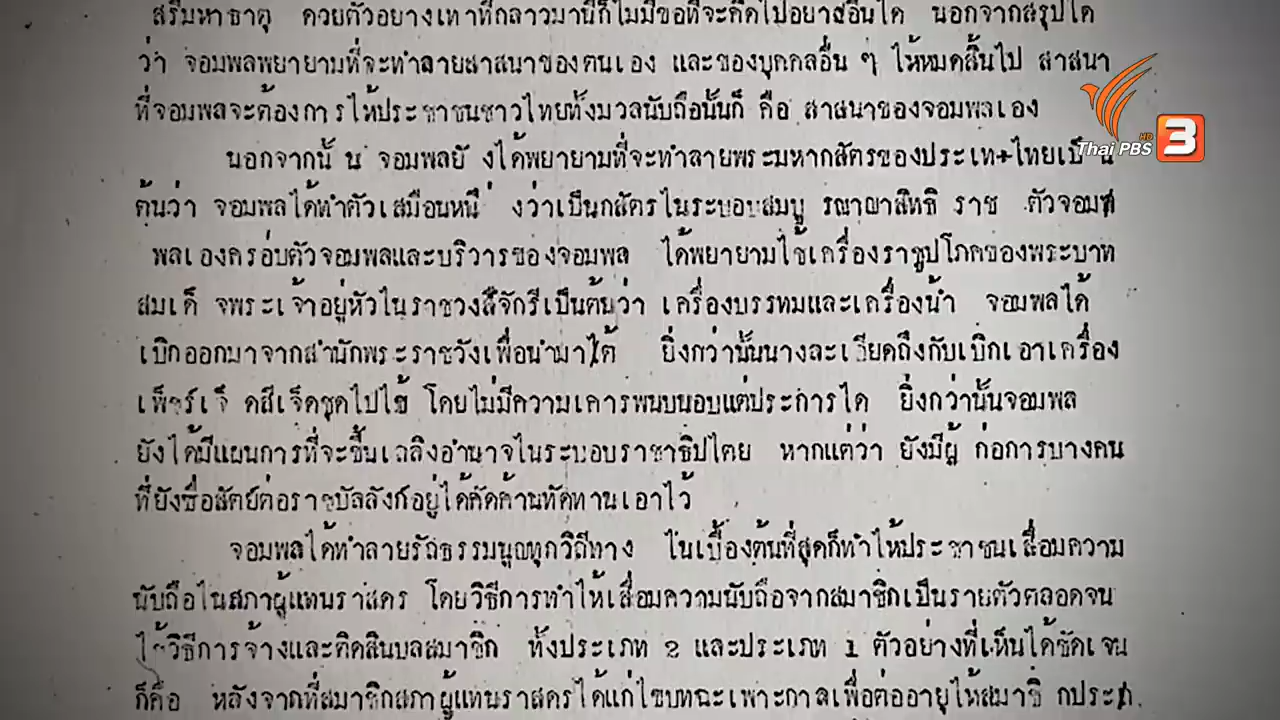 สรีมหาธาตุ ด้วยตัวอย่างเท่าที่กล่าวมานี้ก็ไม่มีข้อที่จะคิดไปอย่างอื่นได้ นอกจากสรุปได้
ว่า จอมพลพยายามที่จะทำลายสาสนาของตนเอง และของบุคคลอื่น ๆ ไห้หมดสิ้นไป สาสนา
ที่จอมพลจะต้องการไห้ประชาชนชาวไทยทั้งมวลนับถือนั้นก็ คือ สาสนาของจอมพลเอง
นอกจากนี้ น จอมพลยั งได้พยายามที่จะทำลายพระมหากสัตรของประเทสไทยเป็น
ต้นว่า จอมพลได้ทำตัวเสมือนหนึ่ งว่าเป็นกสัตรไนระบอบสมบู รณาญาสิทธิ ราช ตัวจอม
พลเองครอบตัวจอมพลและบริวารของจอมพล ได้พยายามไช้เครื่องราชูปโภคของพระบาท
สมเด็ จพระเจ้าอยู่หัวไนราชวงส์จักรีเป็นต้นว่า เครื่องบรรทมและเครื่องน้ำ จอมพลได้
เบิกออกมาจากสำนักพระราชวังเพื่อนำมาไช้ ยิ่งกว่านั้นนางละเอียดถึงกับเบิกเอาเครื่อง
เพ็ชร์เจ็ ดสีเจ็ดชุดไปไช้ โดยไม่มีความเคารพนบนอบแต่ประการไค ยิ่งกว่านั้นจอมพล
ยังได้มีแผนการที่จะขึ้นเถลิงอำนาจไนระบอบราชาธิปไตย หากแต่ว่า ยังมีผู้ ก่อการบางคน
ที่ยังซื่อสัตย์ต่อราชบัลลังก์อยู่ได้คัดค้านทัดทานเอาไว้
จอมพลได้ทำลายรัถธรรมนูญทุกวิถีทาง ไนเบื้องต้นที่สุดก็ทำไห้ประชาชนเสื่อมความ
นับถือไนสภาผู้แทนราสดร โดยวิธีการทำไห้เสื่อมความนับถือจากสมาชิกเป็นรายตัวตลอดจน
ไช้วิธีการจ้างและติดสินบลสมาชิก ทั้งประเภท 2 และประเภท 1 ตัวอย่างที่เห็นได้ชัดเจน
ก็คือ หลังจากที่สมาชิกสภาผู้แทนราสดรได้แก่ไขบทฉะเพาะกาลเพื่อต่ออายุไห้สมาชิ กประ
Thai PBS HD 3